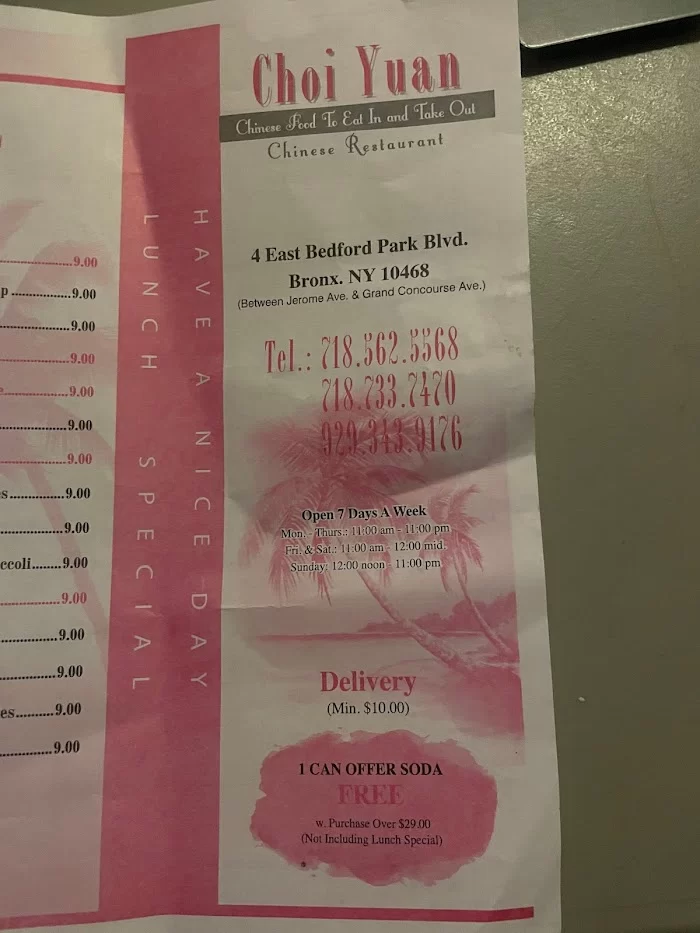 9.00
p...............9.00
9.00
9.00
9.00
9.00
9.00
s...............9.00
9.00
ccoli........9.00
9.00
9.00
9.00
es..........9.00
9.00
LUNCH SPECIAL
HAVE A NICE DAY
Choi Yuan
Chinese Food To Eat In and Take Out
Chinese Restaurant
4 East Bedford Park Blvd.
Bronx. NY 10468
(Between Jerome Ave. & Grand Concourse Ave.)
Tel.: 718.562.5568
718.733.7470
929.343.9176
Open 7 Days A Week
Mon. - Thurs.: 11:00 am - 11:00 pm
Fri. & Sat.: 11:00 am - 12:00 mid.
Sunday: 12:00 noon - 11:00 pm
Delivery
(Min. $10.00)
1 CAN OFFER SODA
FREE
w. Purchase Over $29.00
(Not Including Lunch Special)